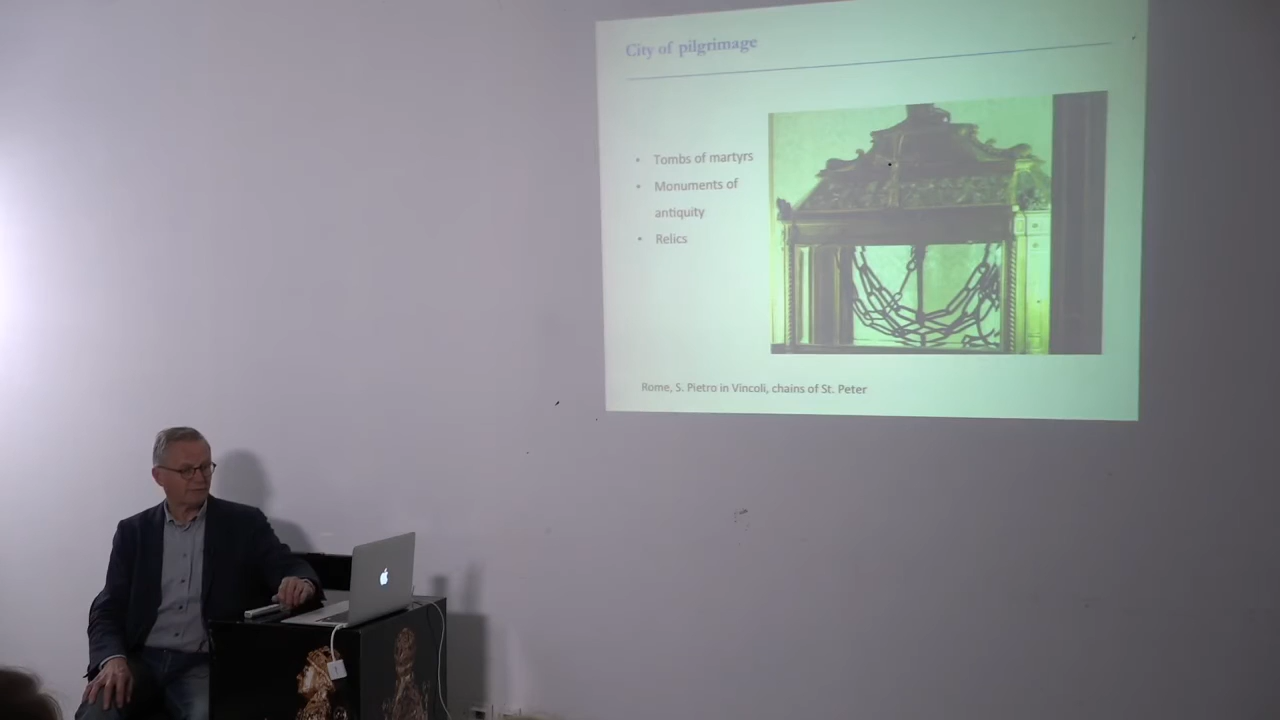 City of pilgrimage
• Tombs of martyrs
• Monuments of
antiquity
• Relics
Rome, S. Pietro in Vincoli, chains of St. Peter